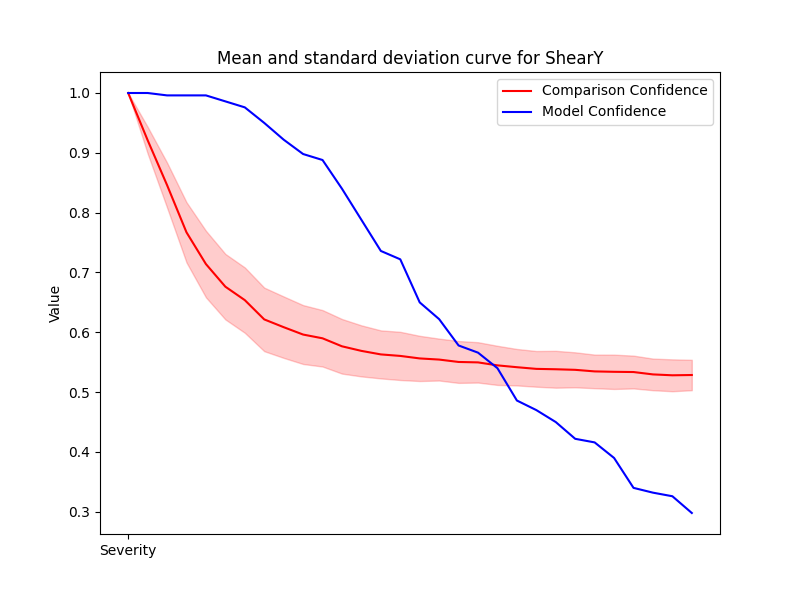 Mean and standard deviation curve for ShearY
Comparison Confidence
Model Confidence
1.0
0.9
0.8
0.7
0.6
0.5
0.4
0.3
Value
Severity